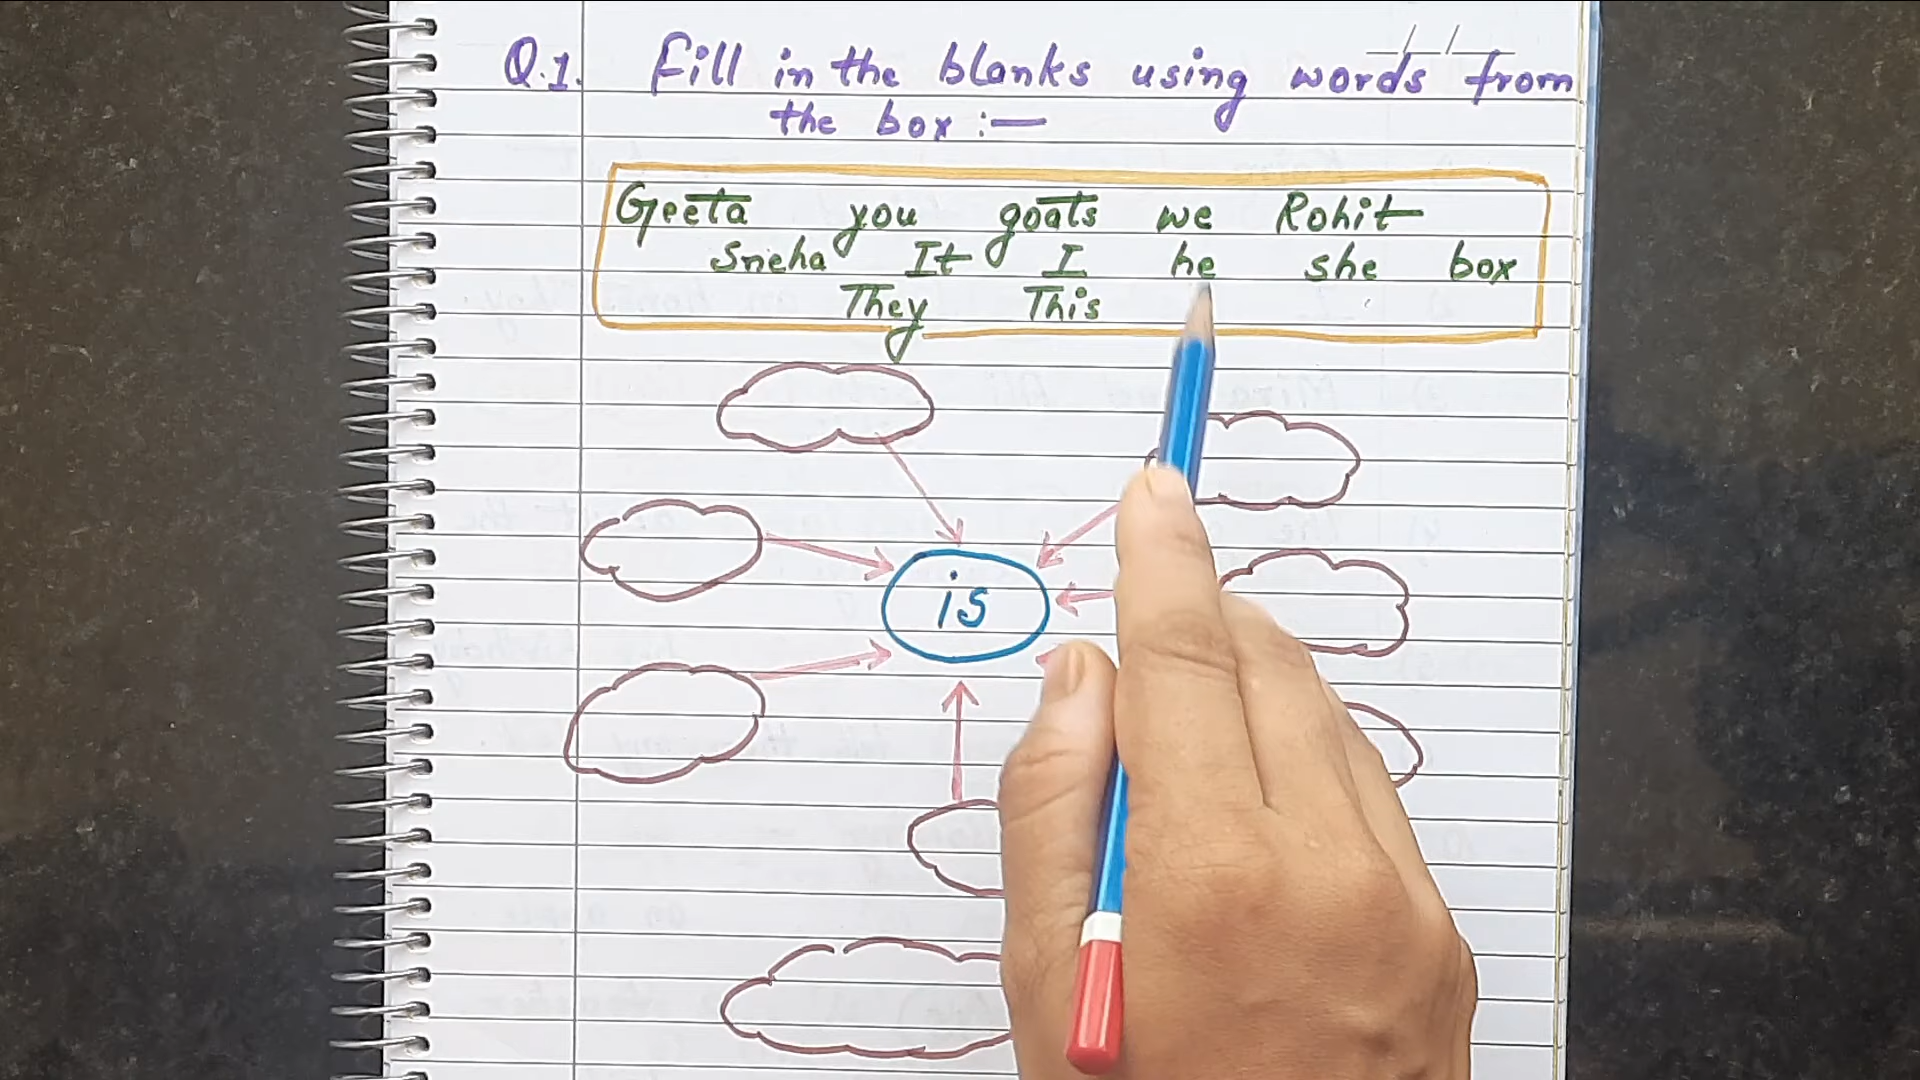 Q.1. Fill in the blanks using words from
the box :—
Geeta you goats we Rohit
Sneha It I he she box
They This
is